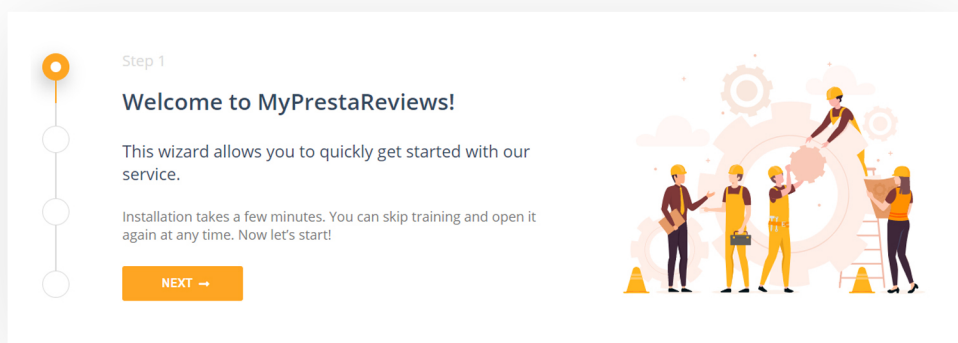 Step 1
Welcome to MyPrestaReviews!
This wizard allows you to quickly get started with our
service.
Installation takes a few minutes. You can skip training and open it
again at any time. Now let's start!
NEXT →